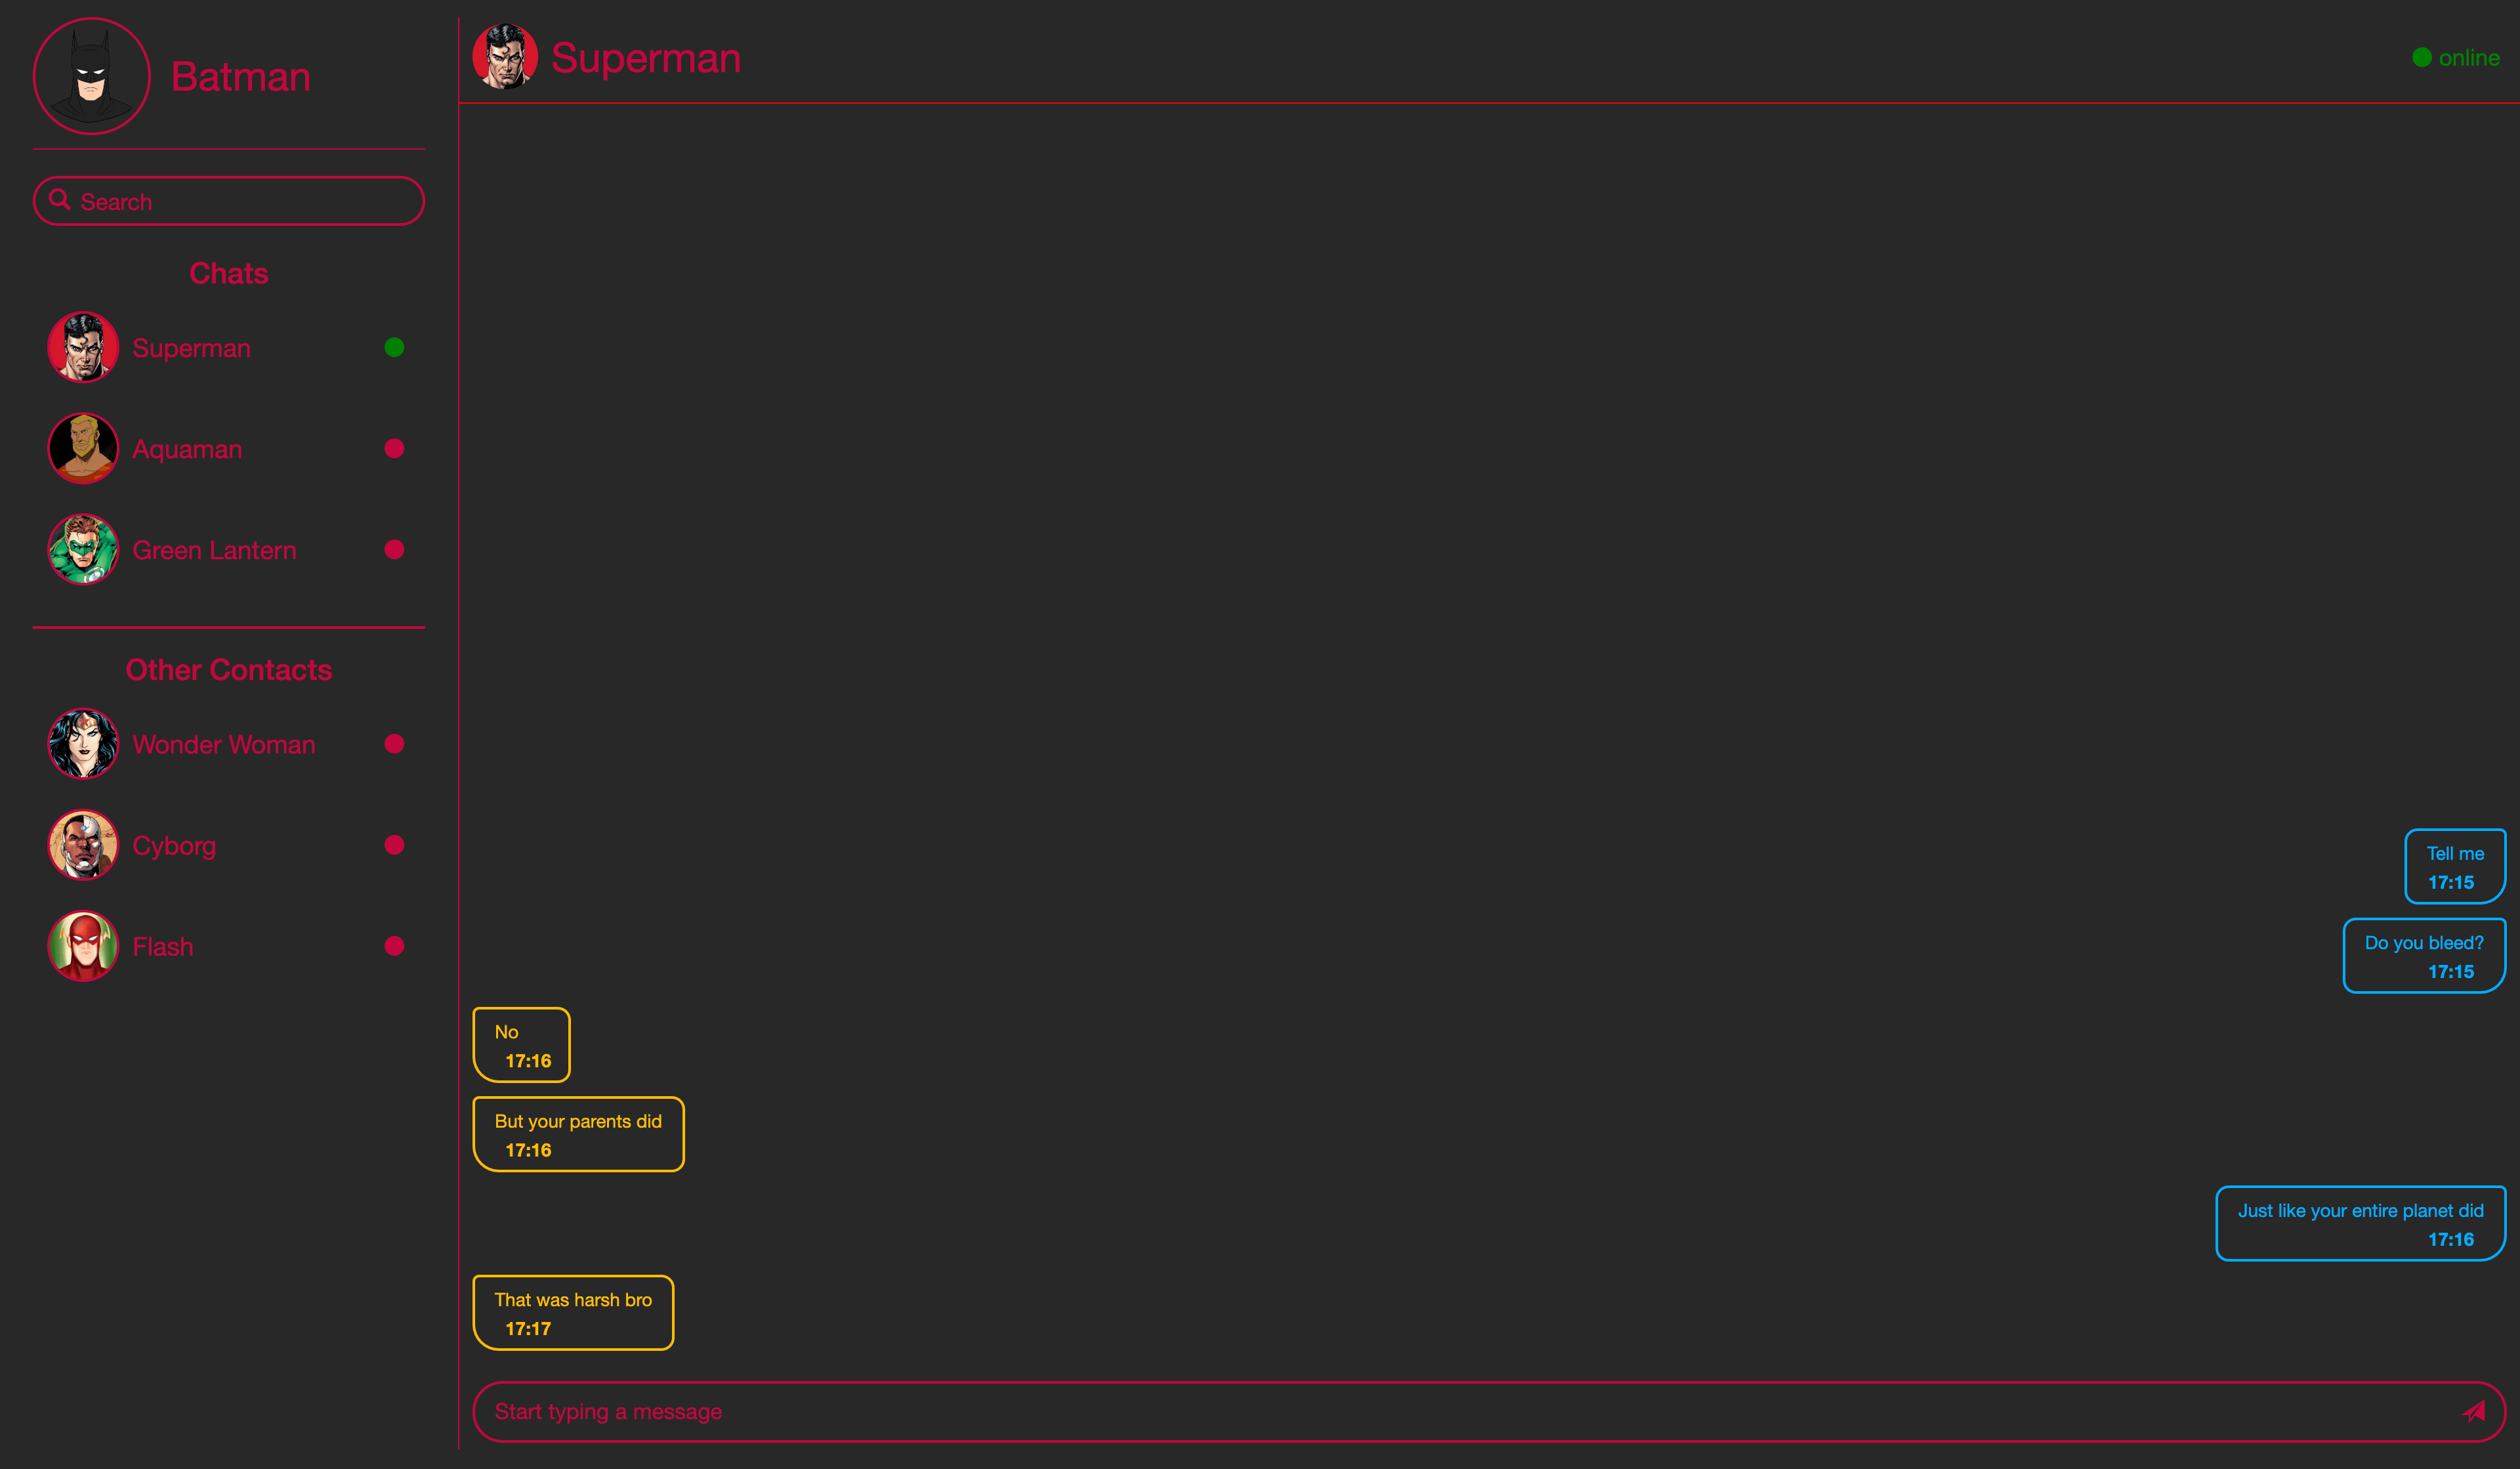 Batman
Search
Chats
Superman
Aquaman
Green Lantern
Other Contacts
Wonder Woman
Cyborg
Flash
Superman
online
Tell me
17:15
Do you bleed?
17:15
No
17:16
But your parents did
17:16
Just like your entire planet did
17:16
That was harsh bro
17:17
Start typing a message